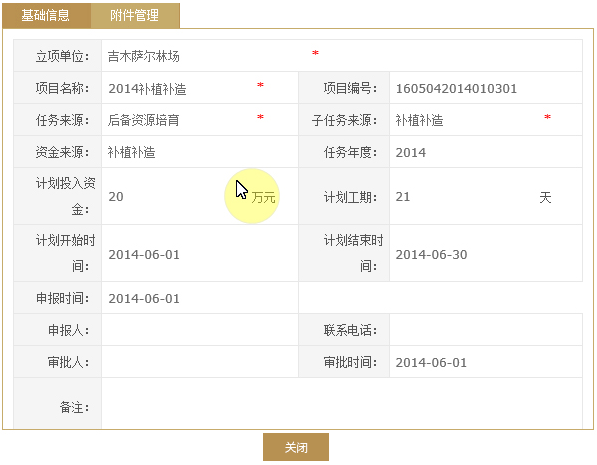 基础信息 附件管理
立项单位： 吉木萨尔林场 *
项目名称： 2014补植补造 * 项目编号： 1605042014010301
任务来源： 后备资源培育 * 子任务来源： 补植补造 *
资金来源： 补植补造 任务年度： 2014
计划投入资
金： 20 万元 计划工期： 21 天
计划开始时
间： 2014-06-01 计划结束时
间： 2014-06-30
申报时间： 2014-06-01
申报人： 联系电话：
审批人： 审批时间： 2014-06-01
备注：
关闭